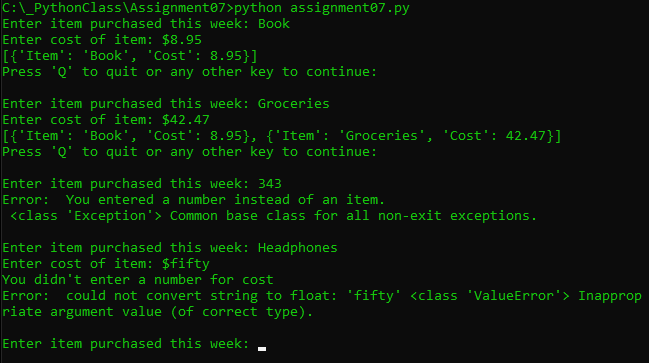 C:\_PythonClass\Assignment07>python assignment07.py
Enter item purchased this week: Book
Enter cost of item: $8.95
[{'Item': 'Book', 'Cost': 8.95}]
Press 'Q' to quit or any other key to continue:
Enter item purchased this week: Groceries
Enter cost of item: $42.47
[{'Item': 'Book', 'Cost': 8.95}, {'Item': 'Groceries', 'Cost': 42.47}]
Press 'Q' to quit or any other key to continue:
Enter item purchased this week: 343
Error:  You entered a number instead of an item.
 <class 'Exception'> Common base class for all non-exit exceptions.
Enter item purchased this week: Headphones
Enter cost of item: $fifty
You didn't enter a number for cost
Error:  could not convert string to float: 'fifty' <class 'ValueError'> Inapprop
riate argument value (of correct type).
Enter item purchased this week: